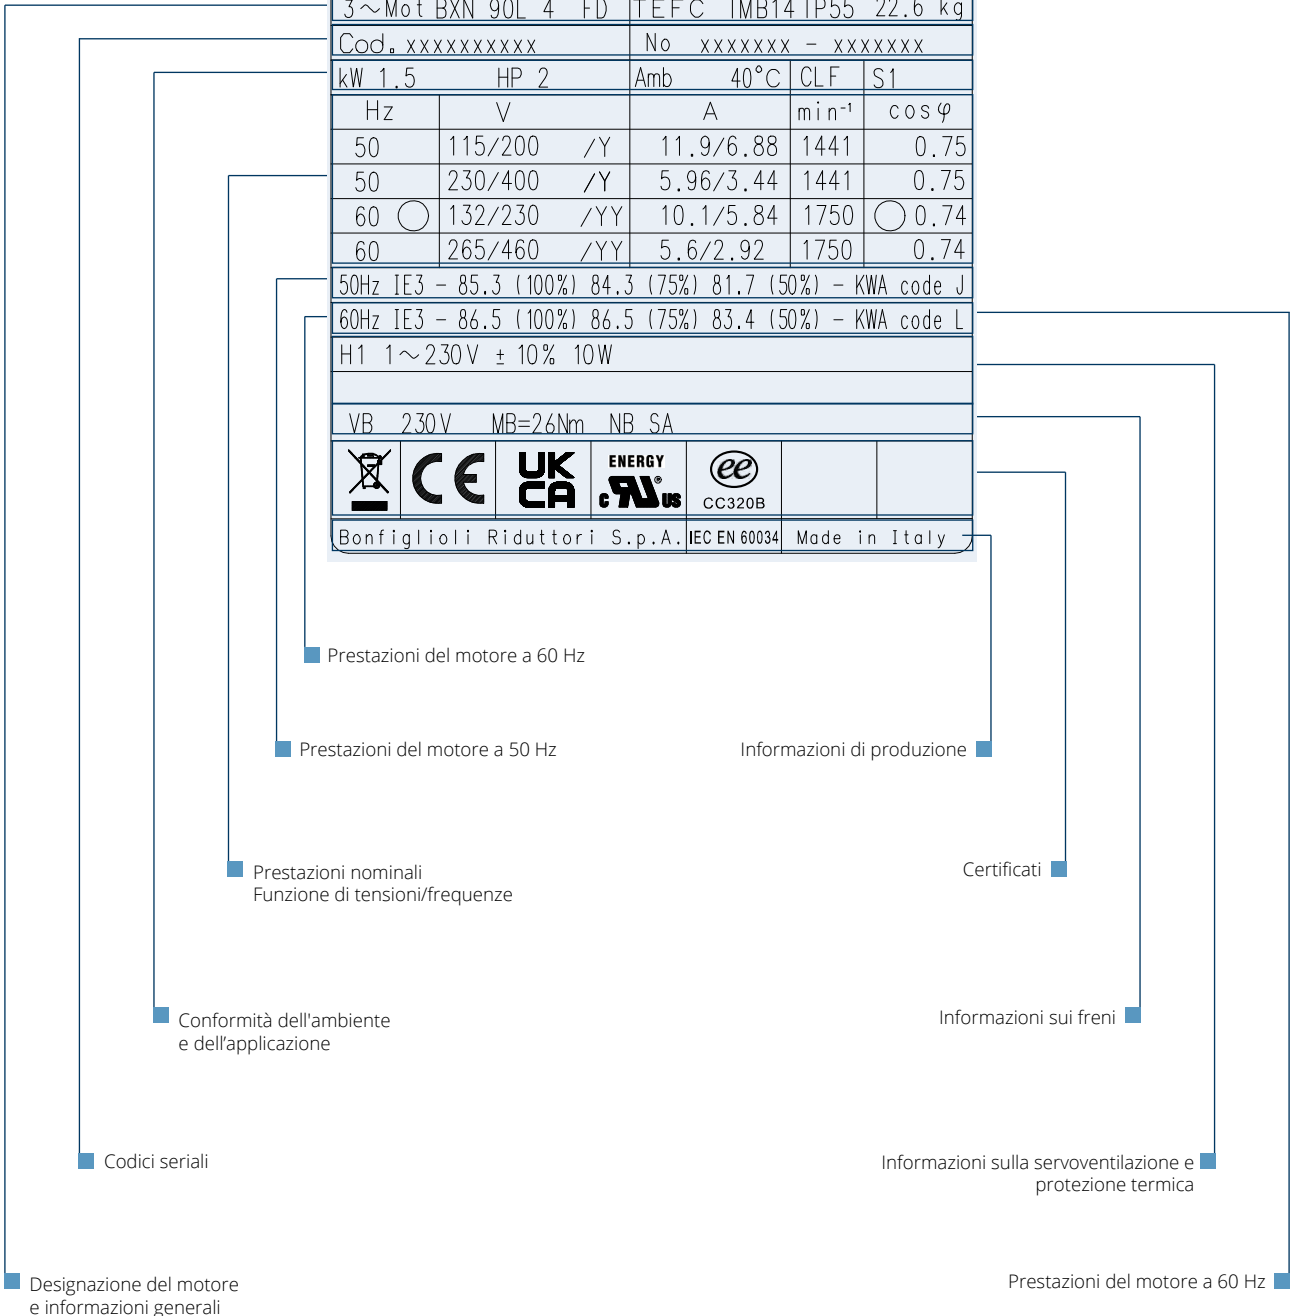 3~Mot BXN 90L 4 FD TEFC IMB14 IP55 22.6 kg
Cod. xxxxxxxxxx No xxxxxxx - xxxxxxx
kW 1.5 HP 2 Amb 40°C CLF S1
Hz V A min⁻¹ cosφ
50 115/200 /Y 11.9/6.88 1441 0.75
50 230/400 /Y 5.96/3.44 1441 0.75
60 132/230 /YY 10.1/5.84 1750 0.74
60 265/460 /YY 5.6/2.92 1750 0.74
50Hz IE3 - 85.3 (100%) 84.3 (75%) 81.7 (50%) - KWA code J
60Hz IE3 - 86.5 (100%) 86.5 (75%) 83.4 (50%) - KWA code L
H1 1~230V ± 10% 10W
VB 230V MB=26Nm NB SA
CE UK CA ENERGY c RU ® US ee CC320B
Bonfiglioli Riduttori S.p.A. IEC EN 60034 Made in Italy
Prestazioni del motore a 60 Hz
Prestazioni del motore a 50 Hz
Informazioni di produzione
Prestazioni nominali
Funzione di tensioni/frequenze
Certificati
Conformità dell'ambiente
e dell’applicazione
Informazioni sui freni
Codici seriali
Informazioni sulla servoventilazione e
protezione termica
Designazione del motore
e informazioni generali
Prestazioni del motore a 60 Hz